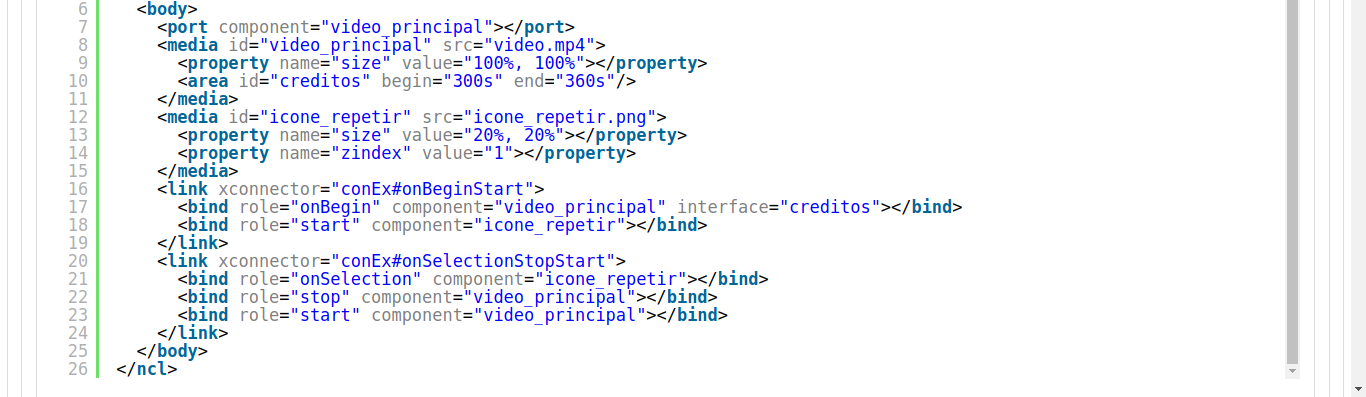 6 <body>
7 <port component="video_principal"></port>
8 <media id="video_principal" src="video.mp4">
9 <property name="size" value="100%, 100%"></property>
10 <area id="creditos" begin="300s" end="360s"/>
11 </media>
12 <media id="icone_repetir" src="icone_repetir.png">
13 <property name="size" value="20%, 20%"></property>
14 <property name="zindex" value="1"></property>
15 </media>
16 <link xconnector="conEx#onBeginStart">
17 <bind role="onBegin" component="video_principal" interface="creditos"></bind>
18 <bind role="start" component="icone_repetir"></bind>
19 </link>
20 <link xconnector="conEx#onSelectionStopStart">
21 <bind role="onSelection" component="icone_repetir"></bind>
22 <bind role="stop" component="video_principal"></bind>
23 <bind role="start" component="video_principal"></bind>
24 </link>
25 </body>
26 </ncl>